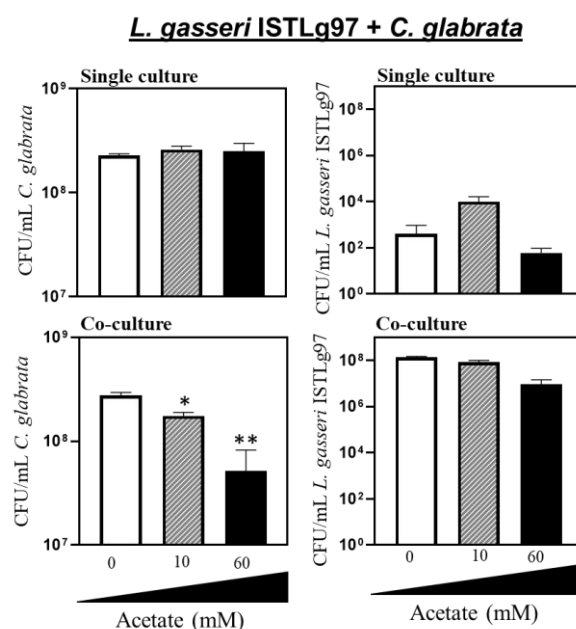 L. gasseri ISTLg97 + C. glabrata
Single culture
CFU/mL C. glabrata
10⁹
10⁸
10⁷
Single culture
CFU/mL L. gasseri ISTLg97
10⁸
10⁶
10⁴
10²
10⁰
Co-culture
CFU/mL C. glabrata
10⁹
10⁸
10⁷
*
**
0 10 60
Acetate (mM)
Co-culture
CFU/mL L. gasseri ISTLg97
10⁸
10⁶
10⁴
10²
10⁰
0 10 60
Acetate (mM)